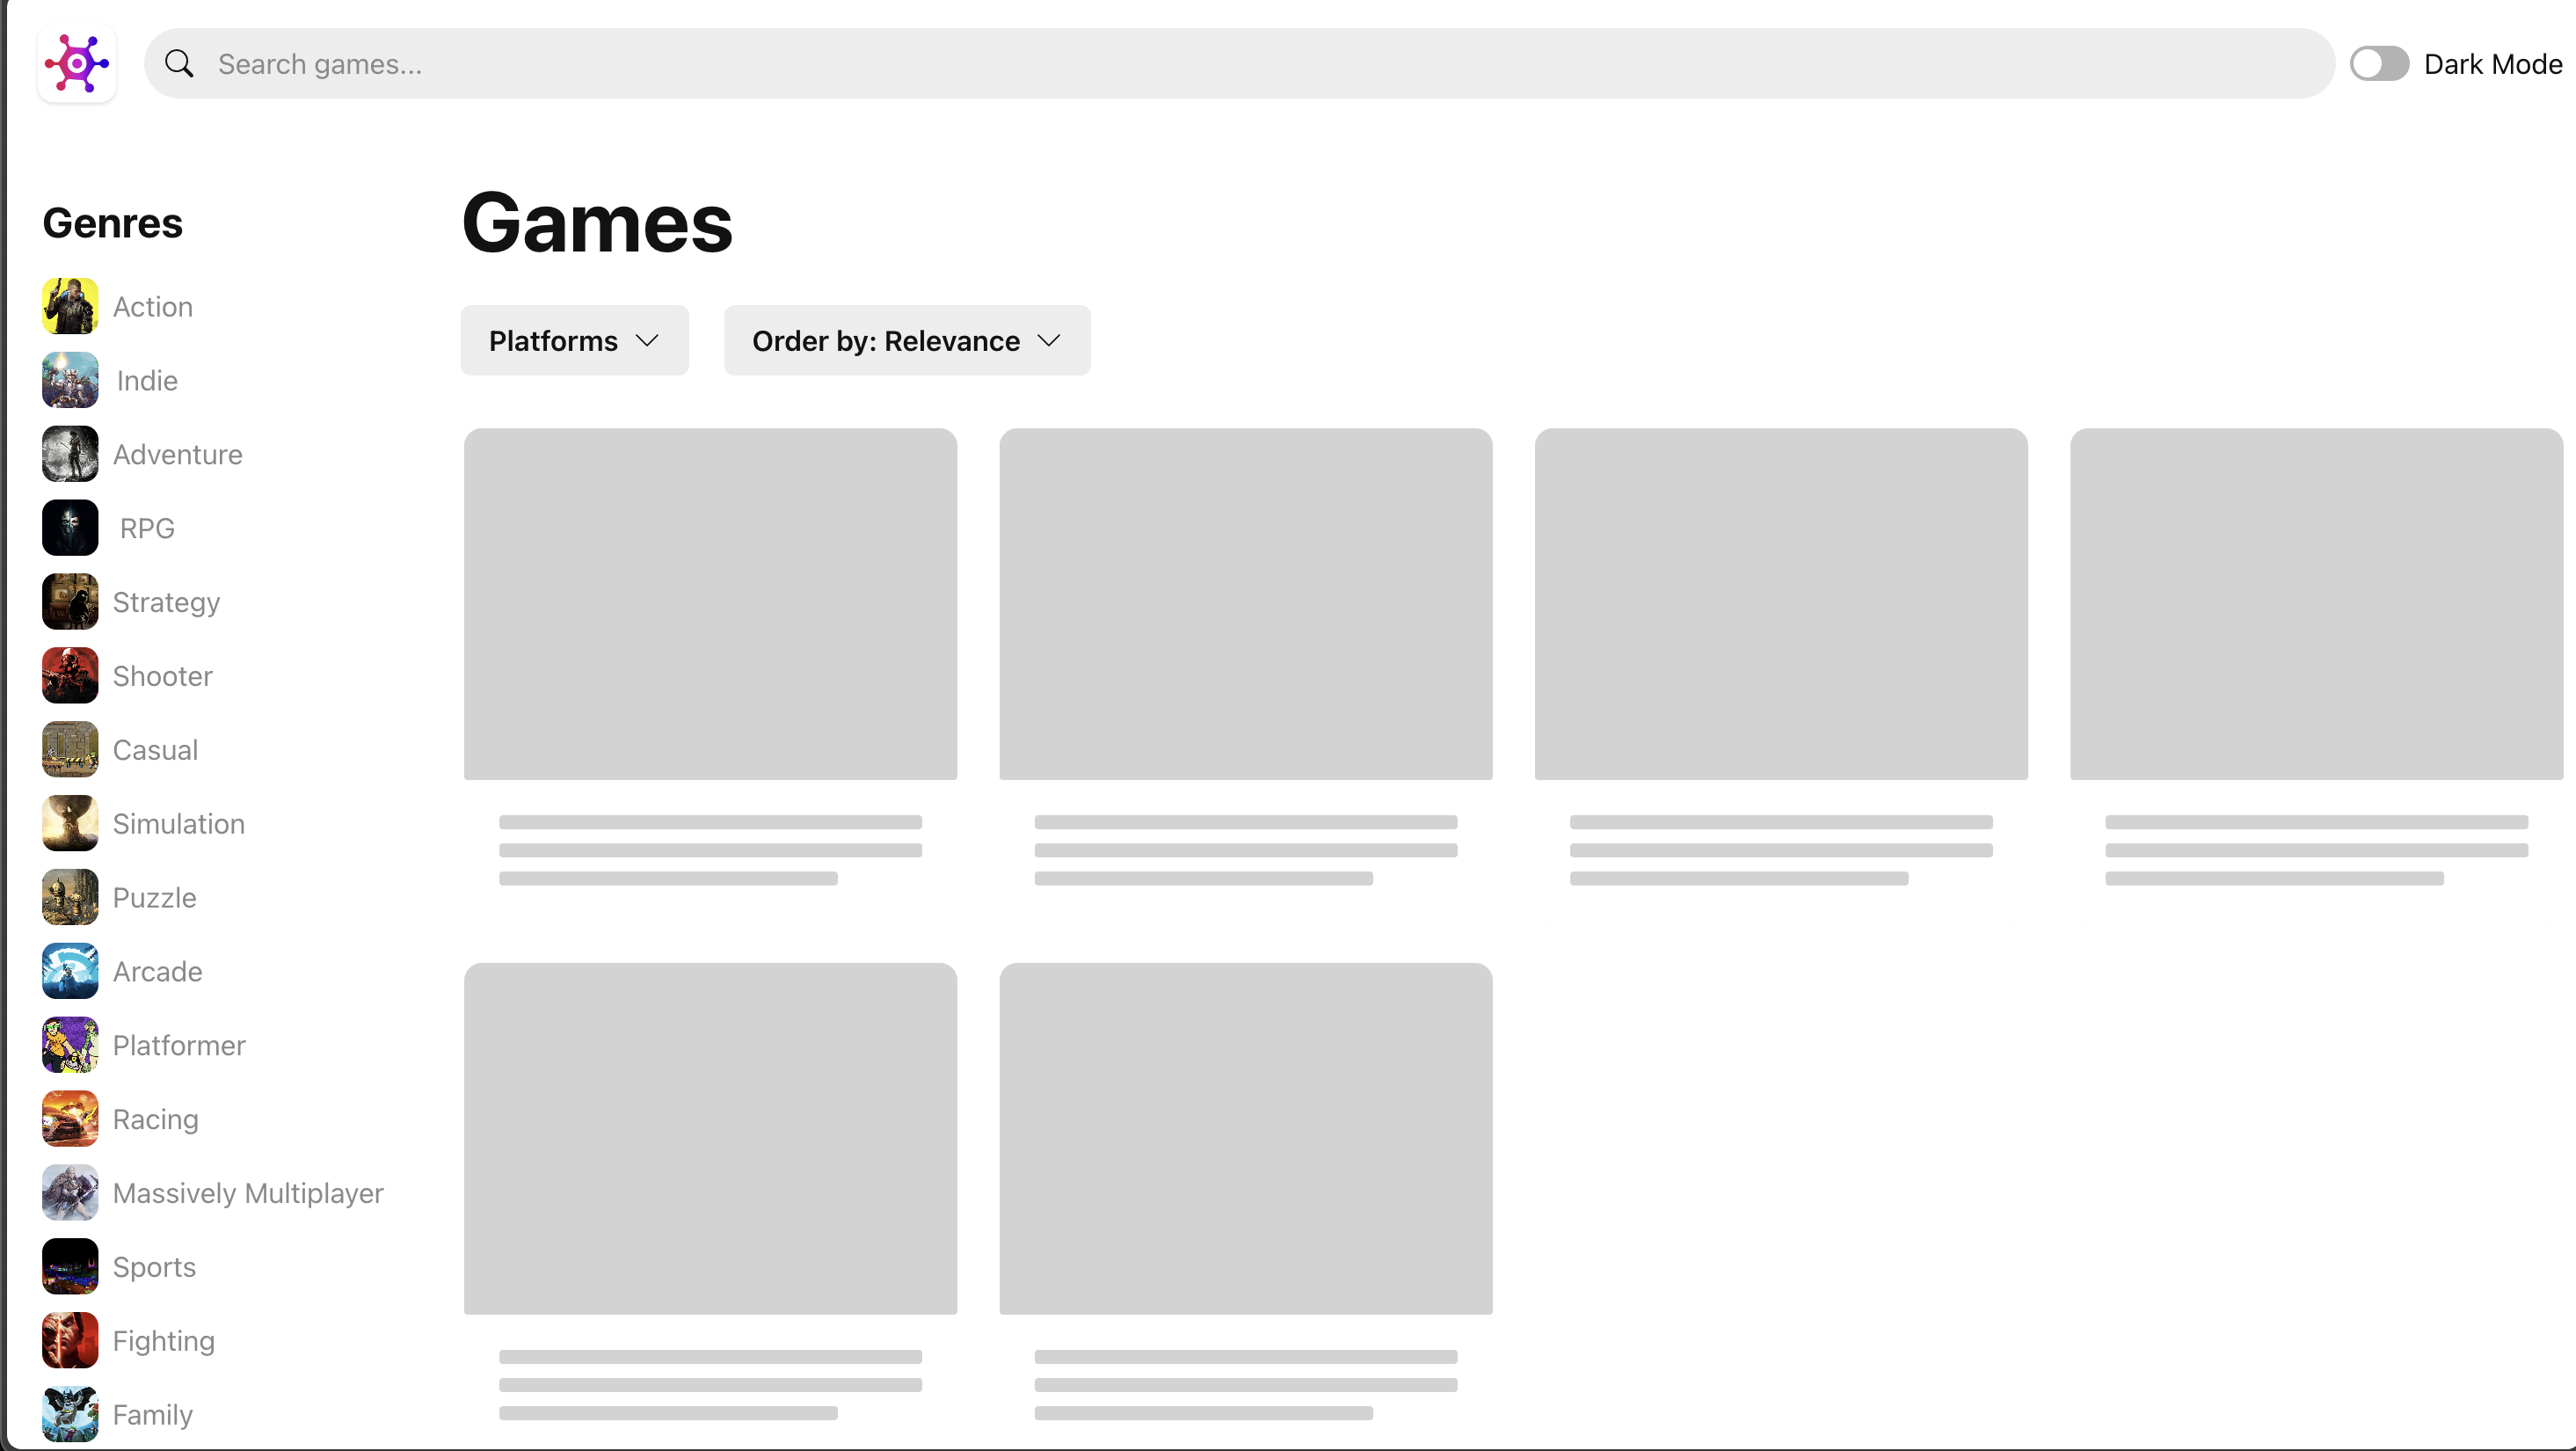 Search games...
Dark Mode
Genres
Action
Indie
Adventure
RPG
Strategy
Shooter
Casual
Simulation
Puzzle
Arcade
Platformer
Racing
Massively Multiplayer
Sports
Fighting
Family
Games
Platforms
Order by: Relevance